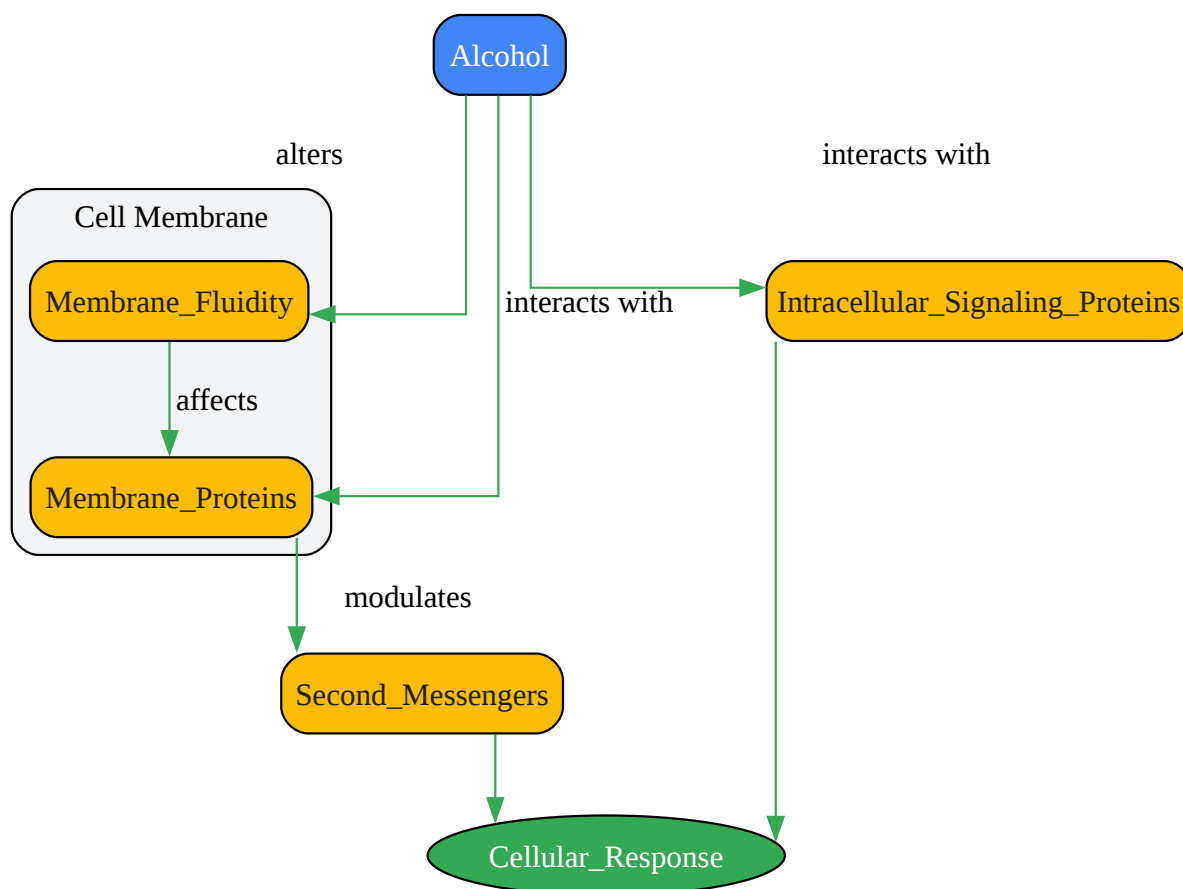 Alcohol
alters
interacts with
Cell Membrane
Membrane_Fluidity
interacts with
Intracellular_Signaling_Proteins
affects
Membrane_Proteins
modulates
Second_Messengers
Cellular_Response